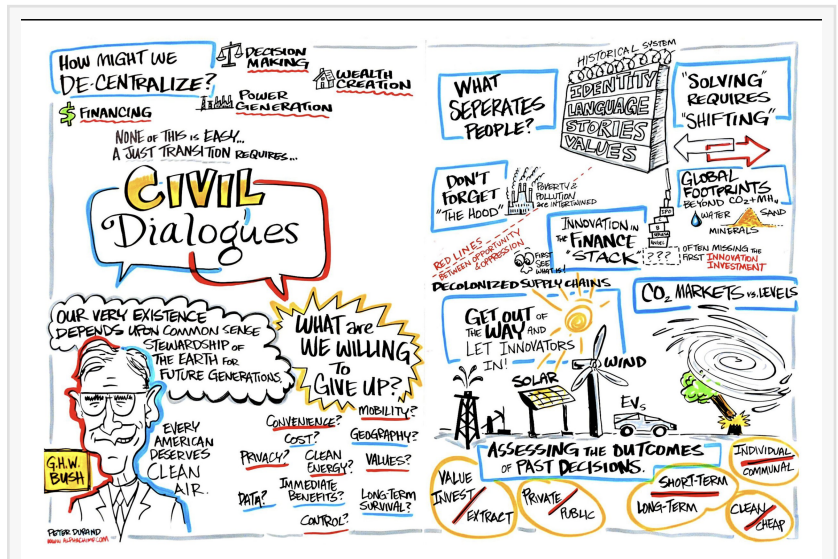 HOW MIGHT WE
DE-CENTRALIZE?
DECISION
MAKING
WEALTH
CREATION
$ FINANCING
POWER
GENERATION
NONE OF THIS IS EASY...
A JUST TRANSITION REQUIRES...
CIVIL
Dialogues
OUR VERY EXISTENCE
DEPENDS UPON COMMON SENSE
STEWARDSHIP OF
THE EARTH FOR
FUTURE GENERATIONS.
G.H.W.
BUSH
EVERY
AMERICAN
DESERVES
CLEAN
AIR.
PETER DURAND
WWW.ALPHACHIMP.COM
WHAT are
WE WILLING
TO
GIVE UP?
MOBILITY?
CONVENIENCE?
COST?
GEOGRAPHY?
PRIVACY?
CLEAN
ENERGY?
VALUES?
DATA?
IMMEDIATE
BENEFITS?
LONG-TERM
SURVIVAL?
CONTROL?
WHAT
SEPERATES
PEOPLE?
HISTORICAL SYSTEM
IDENTITY
LANGUAGE
STORIES
VALUES
"SOLVING"
REQUIRES
"SHIFTING"
DON'T
FORGET
"THE HOOD"
POVERTY &
POLLUTION
are INTERTWINED
RED LINES
BETWEEN OPPORTUNITY
& OPPRESSION
FIRST
SEE
WHAT IS!
GLOBAL
FOOTPRINTS
BEYOND CO2 +
WATER
SAND
MINERALS
INNOVATION IN
THE FINANCE
"STACK"
???
OFTEN MISSING THE
FIRST INNOVATION
INVESTMENT
DECOLONIZED SUPPLY CHAINS
GET OUT OF
THE WAY AND
LET INNOVATORS
IN!
SOLAR
WIND
EVs
CO2 MARKETS vs. LEVELS
ASSESSING THE OUTCOMES
OF PAST DECISIONS.
VALUE
INVEST / EXTRACT
PRIVATE / PUBLIC
SHORT-TERM
LONG-TERM
INDIVIDUAL
COMMUNAL
CLEAN / CHEAP